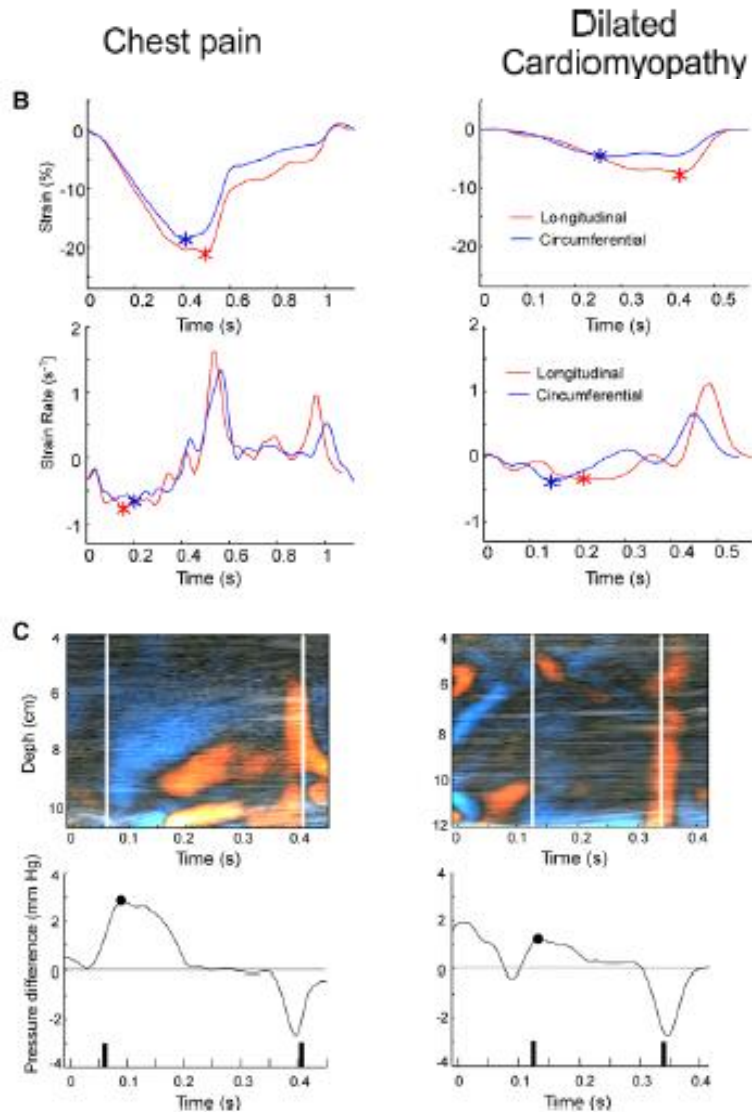 Chest pain
Dilated
Cardiomyopathy
B
0
-10
-20
Strain (%)
0 0.2 0.4 0.6 0.8 1
Time (s)
0
-10
-20
Longitudinal
Circumferential
0 0.1 0.2 0.3 0.4 0.5
Time (s)
2
1
0
-1
Strain Rate (s⁻¹)
0 0.2 0.4 0.6 0.8 1
Time (s)
2
1
0
-1
Longitudinal
Circumferential
0 0.1 0.2 0.3 0.4 0.5
Time (s)
C
4
6
8
10
Deph (cm)
0 0.1 0.2 0.3 0.4
Time (s)
4
6
8
10
12
0 0.1 0.2 0.3 0.4
Time (s)
4
2
0
-2
-4
Pressure difference (mm Hg)
0 0.1 0.2 0.3 0.4
Time (s)
4
2
0
-2
-4
0 0.1 0.2 0.3 0.4
Time (s)